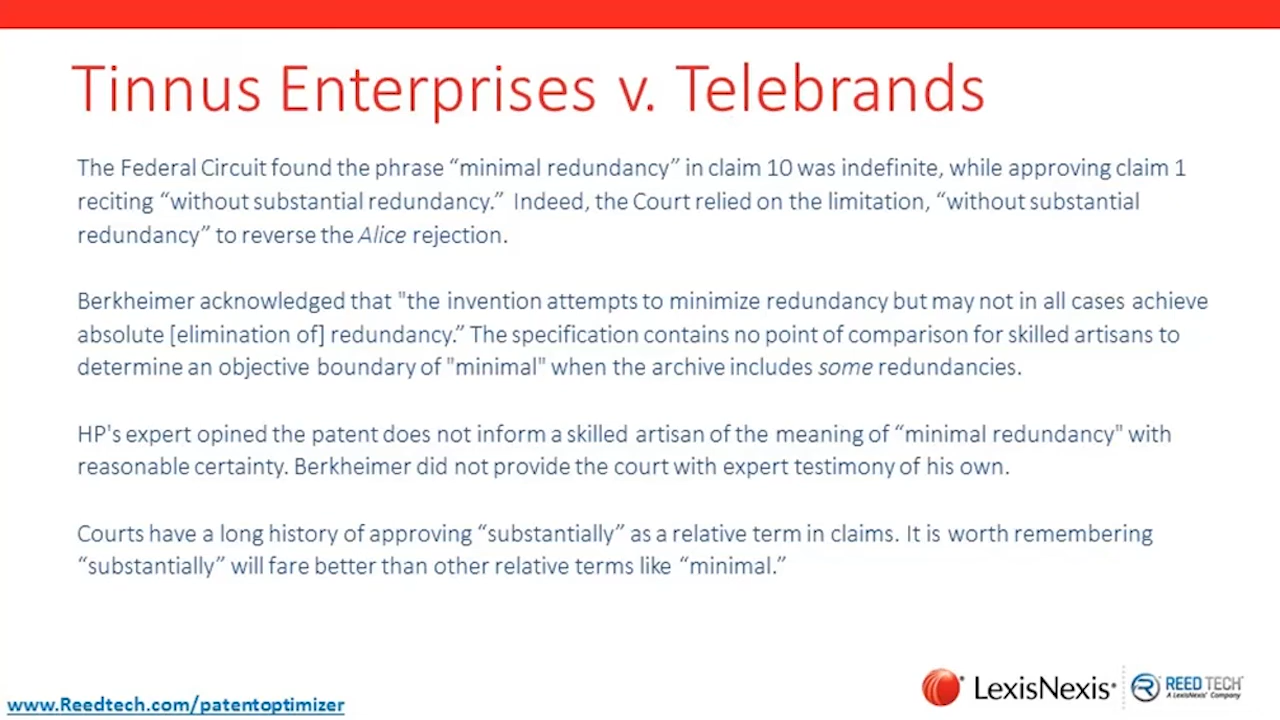 Tinnus Enterprises v. Telebrands
The Federal Circuit found the phrase “minimal redundancy” in claim 10 was indefinite, while approving claim 1
reciting “without substantial redundancy.” Indeed, the Court relied on the limitation, “without substantial
redundancy” to reverse the Alice rejection.
Berkheimer acknowledged that "the invention attempts to minimize redundancy but may not in all cases achieve
absolute [elimination of] redundancy.” The specification contains no point of comparison for skilled artisans to
determine an objective boundary of "minimal" when the archive includes some redundancies.
HP's expert opined the patent does not inform a skilled artisan of the meaning of “minimal redundancy" with
reasonable certainty. Berkheimer did not provide the court with expert testimony of his own.
Courts have a long history of approving “substantially” as a relative term in claims. It is worth remembering
“substantially” will fare better than other relative terms like “minimal.”
www.Reedtech.com/patentoptimizer
LexisNexis®
REED TECH
A LexisNexis® Company